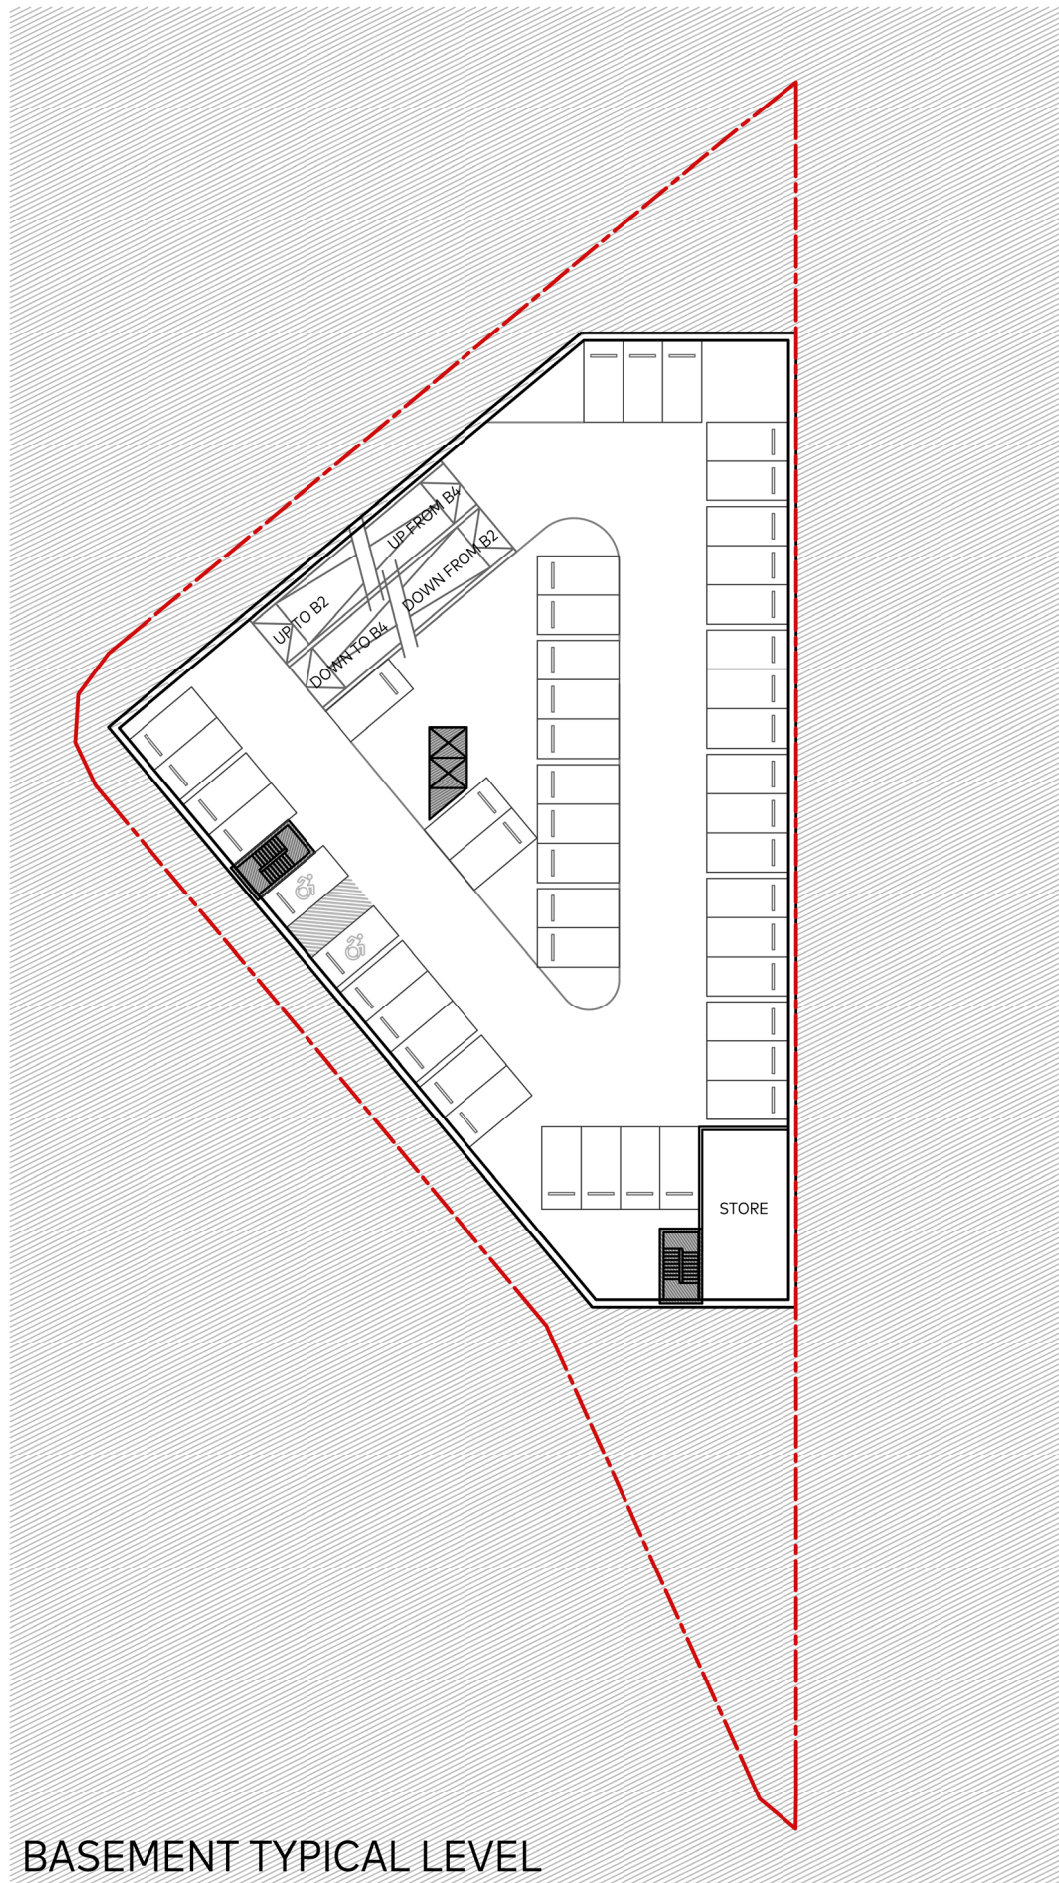 UP FROM B4
DOWN FROM B2
UP TO B2
DOWN TO B4
STORE
BASEMENT TYPICAL LEVEL